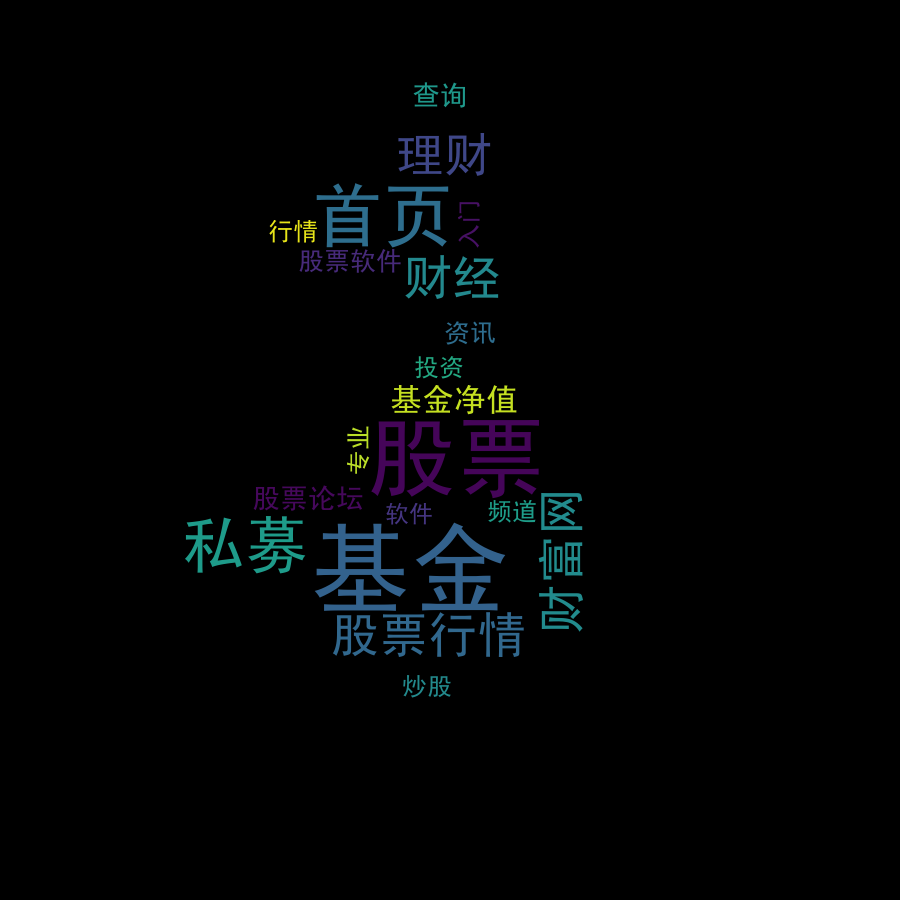 查询
理财
首页
入门
行情
股票软件
财经
资讯
投资
基金净值
专业
股票
股票论坛
软件
频道
财富网
私募
基金
股票行情
炒股